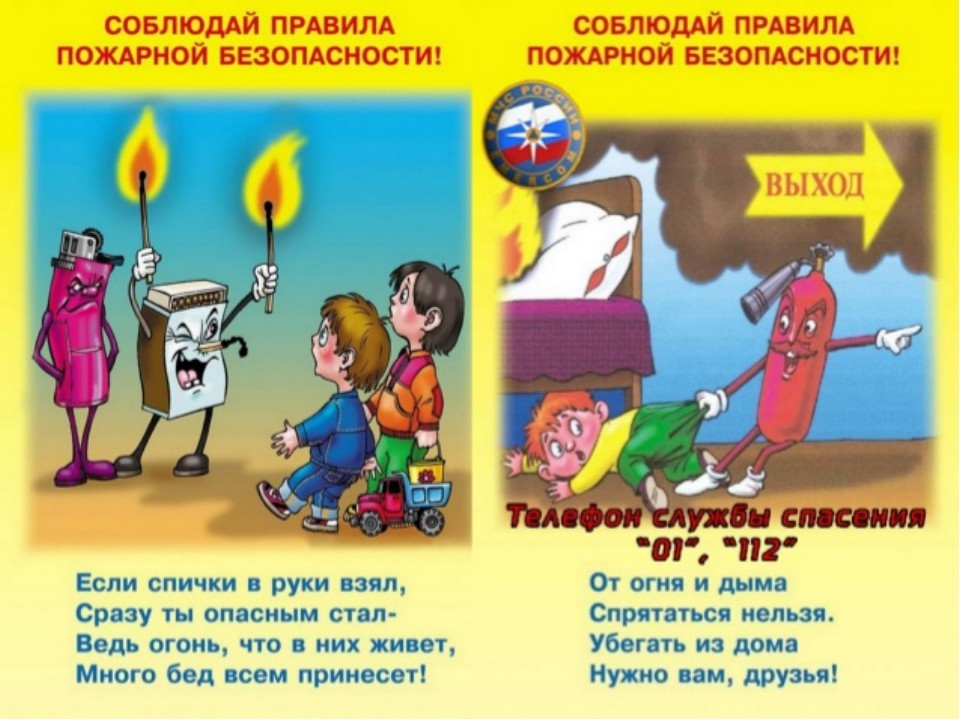 СОБЛЮДАЙ ПРАВИЛА
ПОЖАРНОЙ БЕЗОПАСНОСТИ!
Если спички в руки взял,
Сразу ты опасным стал-
Ведь огонь, что в них живет,
Много бед всем принесет!
СОБЛЮДАЙ ПРАВИЛА
ПОЖАРНОЙ БЕЗОПАСНОСТИ!
МЧС РОССИИ
EMERCOM
ВЫХОД
Телефон службы спасения
“01”, “112”
От огня и дыма
Спрятаться нельзя.
Убегать из дома
Нужно вам, друзья!